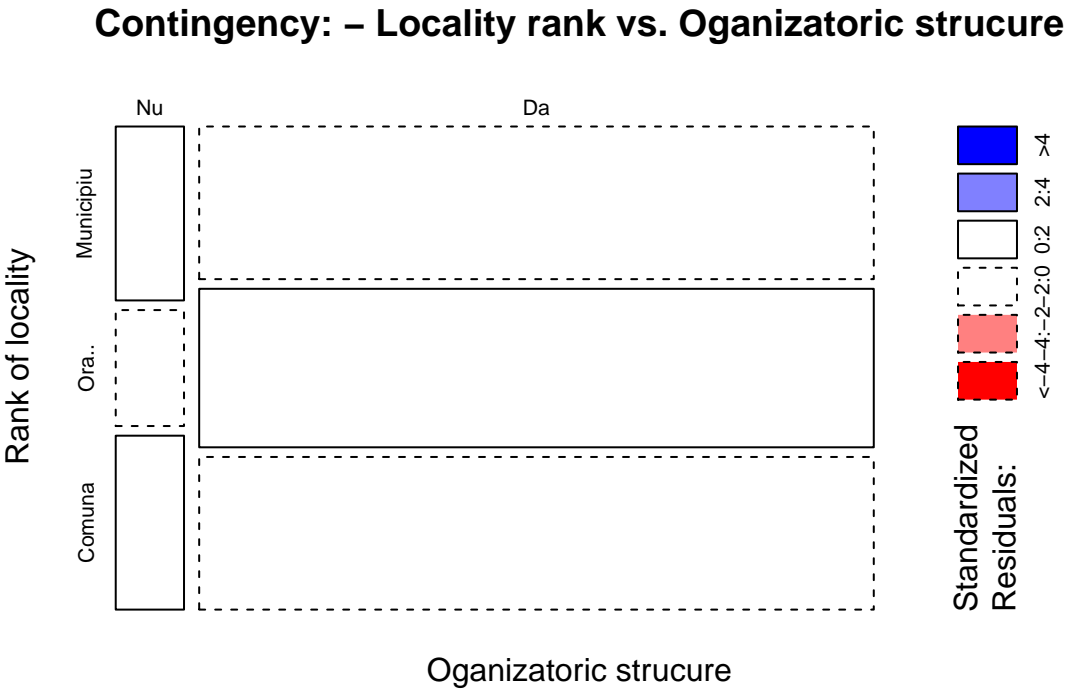 Contingency: – Locality rank vs. Oganizatoric strucure
Nu
Da
Municipiu
Ora..
Comuna
Rank of locality
Oganizatoric strucure
>4
2:4
0:2
–2:0
–4:–2
<–4
Standardized
Residuals: